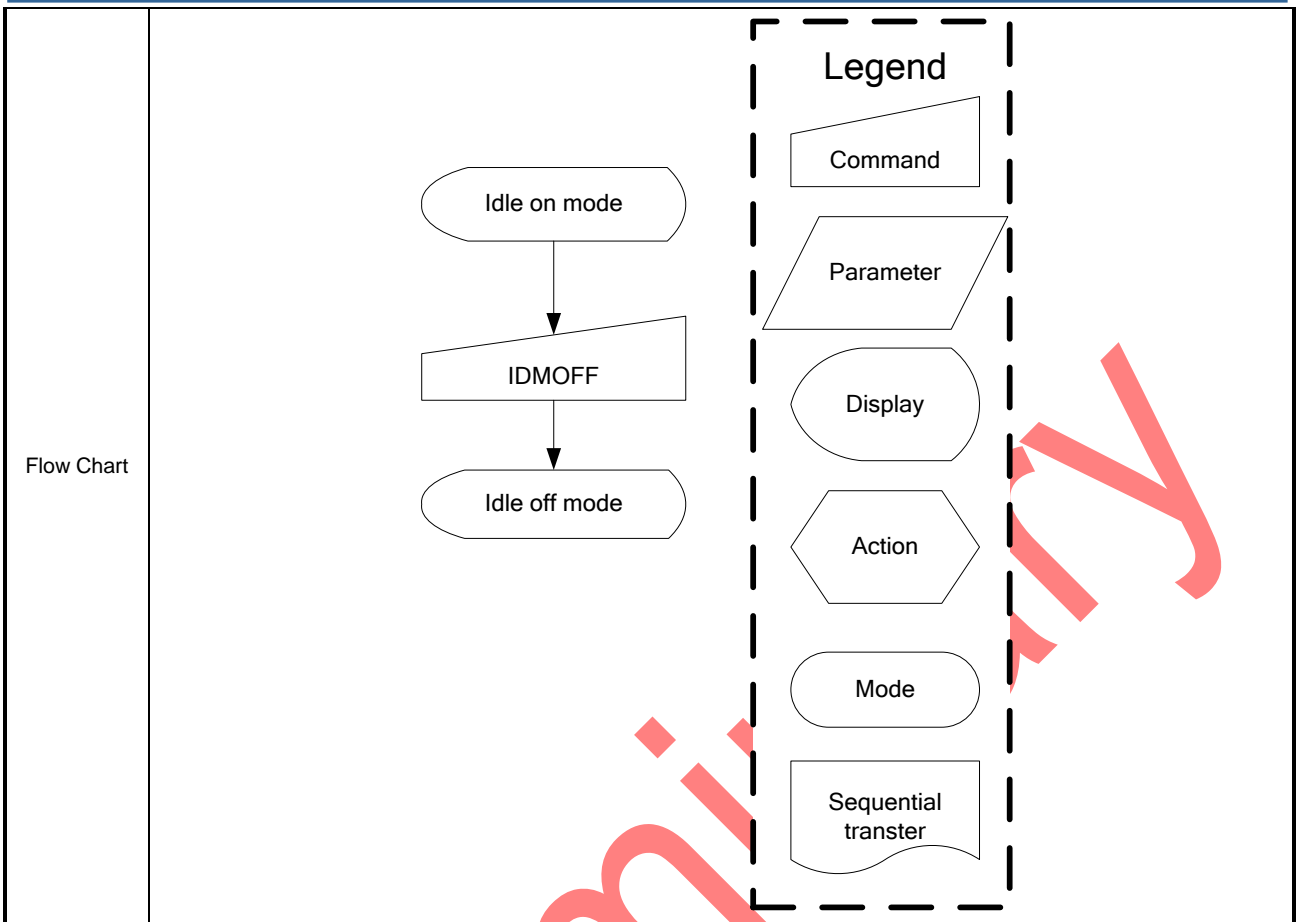 Flow Chart
Idle on mode
IDMOFF
Idle off mode
Legend
Command
Parameter
Display
Action
Mode
Sequential
transter